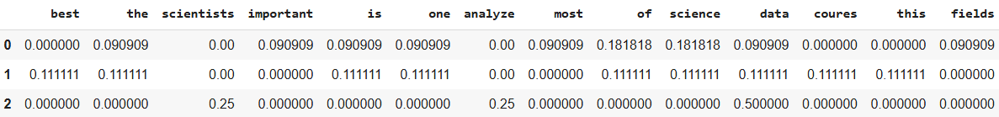 best the scientists important is one analyze most of science data coures this fields
0 0.000000 0.090909 0.00 0.090909 0.090909 0.090909 0.00 0.090909 0.181818 0.181818 0.090909 0.000000 0.000000 0.090909
1 0.111111 0.111111 0.00 0.000000 0.111111 0.111111 0.00 0.000000 0.111111 0.111111 0.111111 0.111111 0.111111 0.000000
2 0.000000 0.000000 0.25 0.000000 0.000000 0.000000 0.25 0.000000 0.000000 0.000000 0.500000 0.000000 0.000000 0.000000